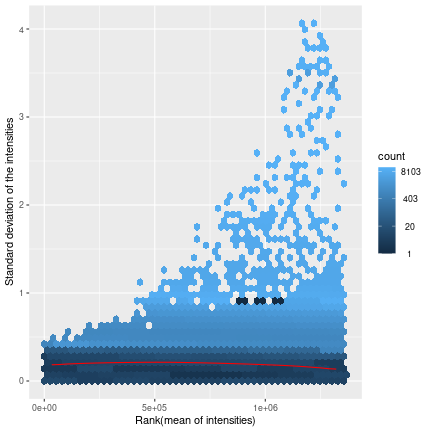 Standard deviation of the intensities
4
3
2
1
0
0e+00 5e+05 1e+06
Rank(mean of intensities)
count
8103
403
20
1